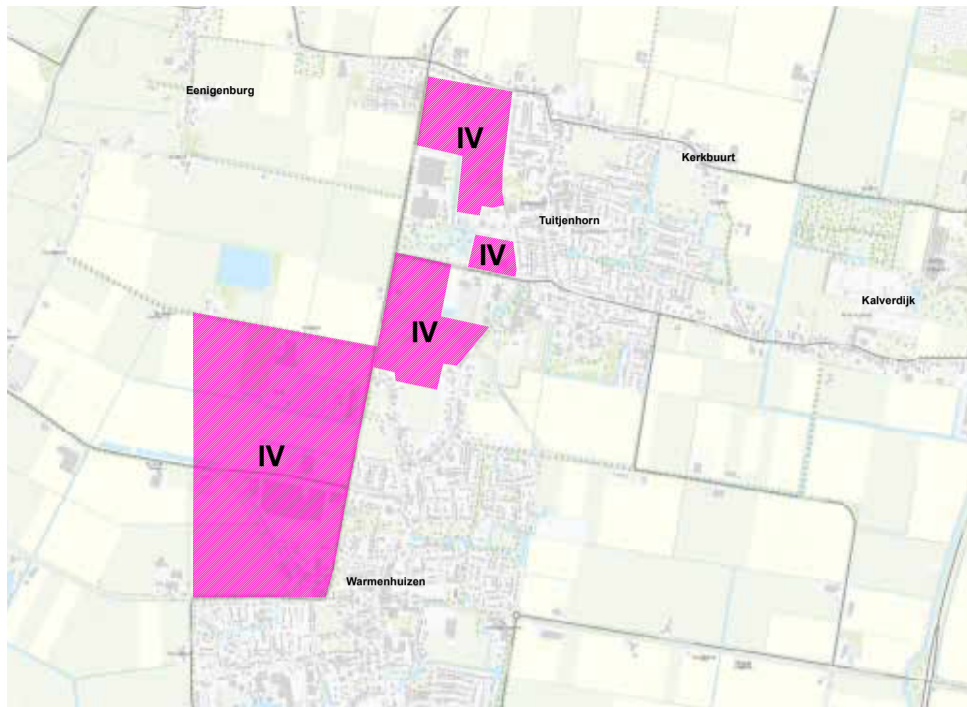 Eenigenburg
IV
Kerkbuurt
Tuitjenhorn
IV
Kalverdijk
IV
IV
Warmenhuizen